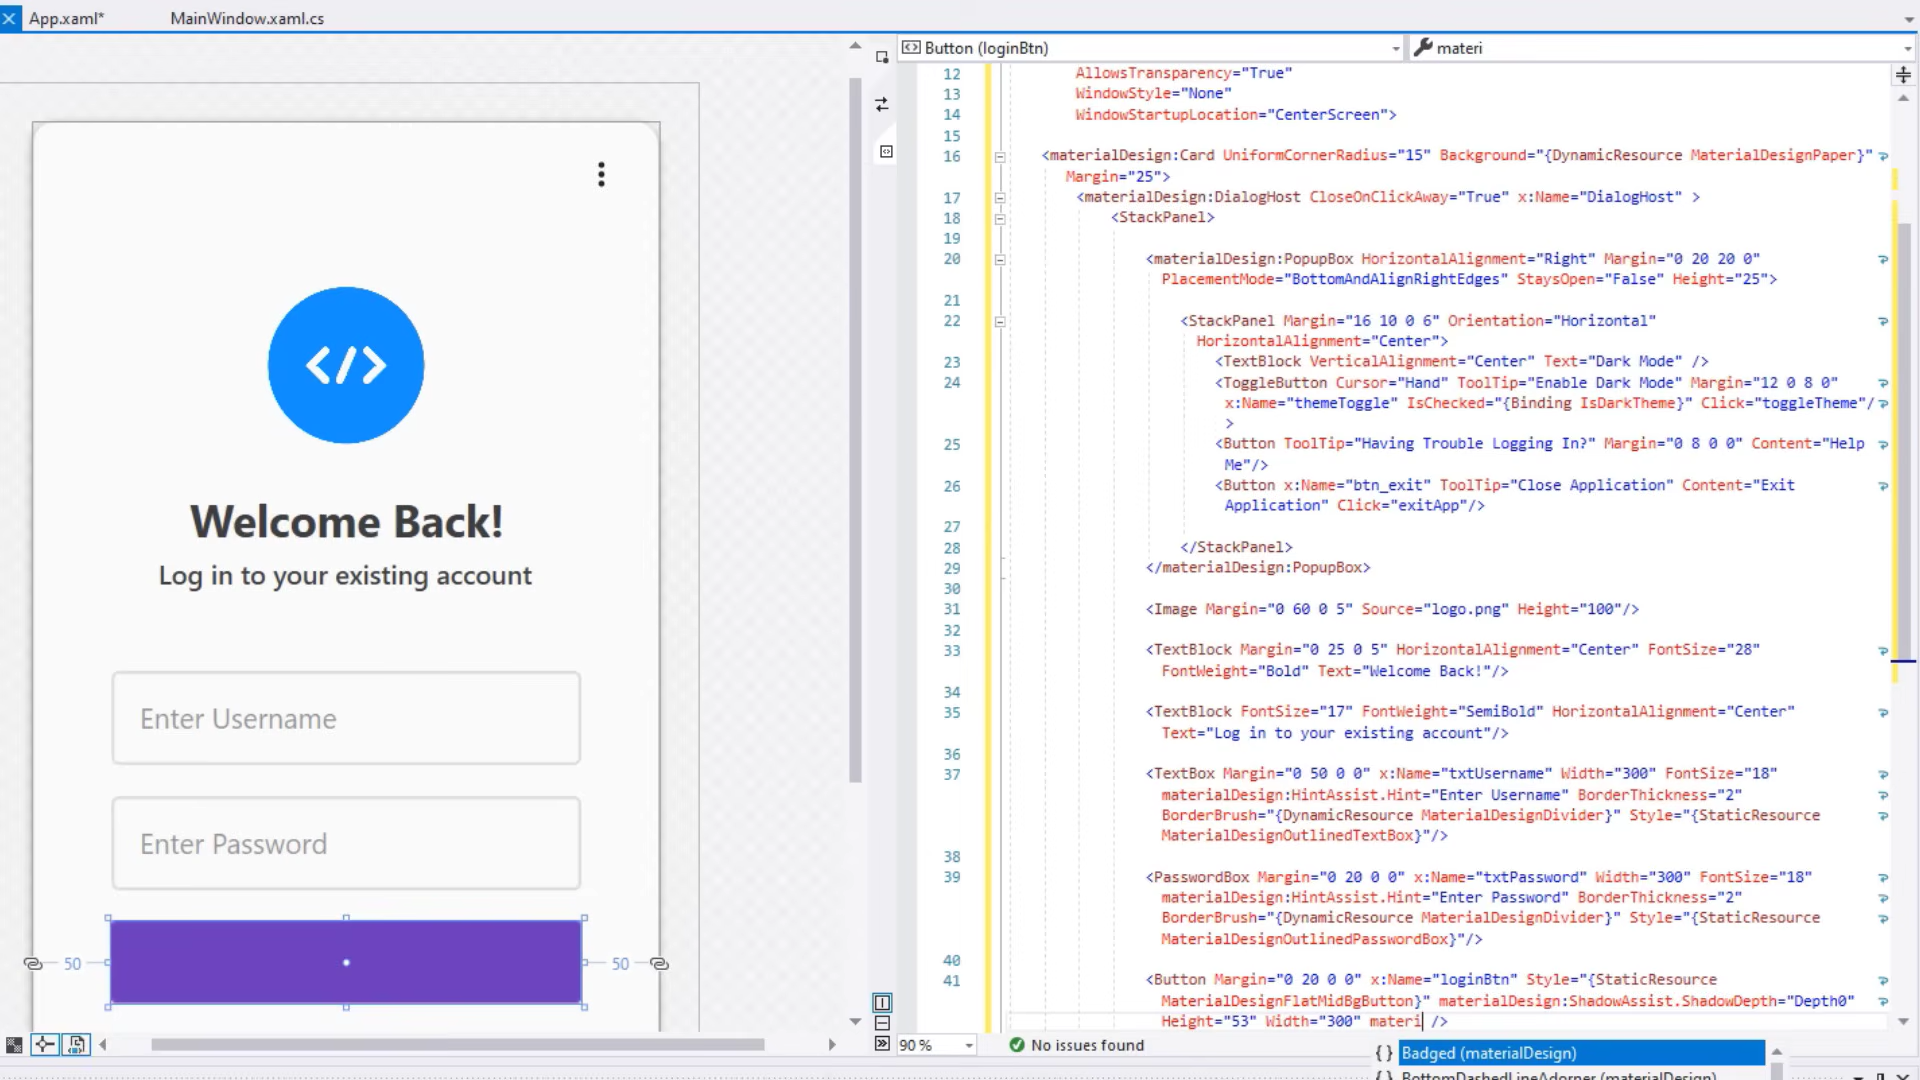 App.xaml*
MainWindow.xaml.cs
Button (loginBtn)
materi
</>
Welcome Back!
Log in to your existing account
Enter Username
Enter Password
50
50
12 AllowsTransparency="True"
13 WindowStyle="None"
14 WindowStartupLocation="CenterScreen">
15
16 <materialDesign:Card UniformCornerRadius="15" Background="{DynamicResource MaterialDesignPaper}"
Margin="25">
17 <materialDesign:DialogHost CloseOnClickAway="True" x:Name="DialogHost" >
18 <StackPanel>
19
20 <materialDesign:PopupBox HorizontalAlignment="Right" Margin="0 20 20 0"
PlacementMode="BottomAndAlignRightEdges" StaysOpen="False" Height="25">
21
22 <StackPanel Margin="16 10 0 6" Orientation="Horizontal"
HorizontalAlignment="Center">
23 <TextBlock VerticalAlignment="Center" Text="Dark Mode" />
24 <ToggleButton Cursor="Hand" ToolTip="Enable Dark Mode" Margin="12 0 8 0"
x:Name="themeToggle" IsChecked="{Binding IsDarkTheme}" Click="toggleTheme"/
>
25 <Button ToolTip="Having Trouble Logging In?" Margin="0 8 0 0" Content="Help
Me"/>
26 <Button x:Name="btn_exit" ToolTip="Close Application" Content="Exit
Application" Click="exitApp"/>
27
28 </StackPanel>
29 </materialDesign:PopupBox>
30
31 <Image Margin="0 60 0 5" Source="logo.png" Height="100"/>
32
33 <TextBlock Margin="0 25 0 5" HorizontalAlignment="Center" FontSize="28"
FontWeight="Bold" Text="Welcome Back!"/>
34
35 <TextBlock FontSize="17" FontWeight="SemiBold" HorizontalAlignment="Center"
Text="Log in to your existing account"/>
36
37 <TextBox Margin="0 50 0 0" x:Name="txtUsername" Width="300" FontSize="18"
materialDesign:HintAssist.Hint="Enter Username" BorderThickness="2"
BorderBrush="{DynamicResource MaterialDesignDivider}" Style="{StaticResource
MaterialDesignOutlinedTextBox}"/>
38
39 <PasswordBox Margin="0 20 0 0" x:Name="txtPassword" Width="300" FontSize="18"
materialDesign:HintAssist.Hint="Enter Password" BorderThickness="2"
BorderBrush="{DynamicResource MaterialDesignDivider}" Style="{StaticResource
MaterialDesignOutlinedPasswordBox}"/>
40
41 <Button Margin="0 20 0 0" x:Name="loginBtn" Style="{StaticResource
MaterialDesignFlatMidBgButton}" materialDesign:ShadowAssist.ShadowDepth="Depth0"
Height="53" Width="300" materi />
90 %
No issues found
{ } Badged (materialDesign)
{ } BottomDashedLineAdorner (materialDesign)